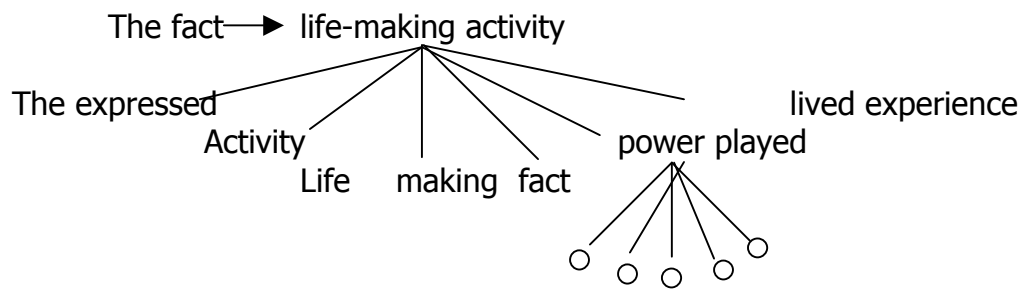 The fact life-making activity
The expressed lived experience
Activity power played
Life making fact